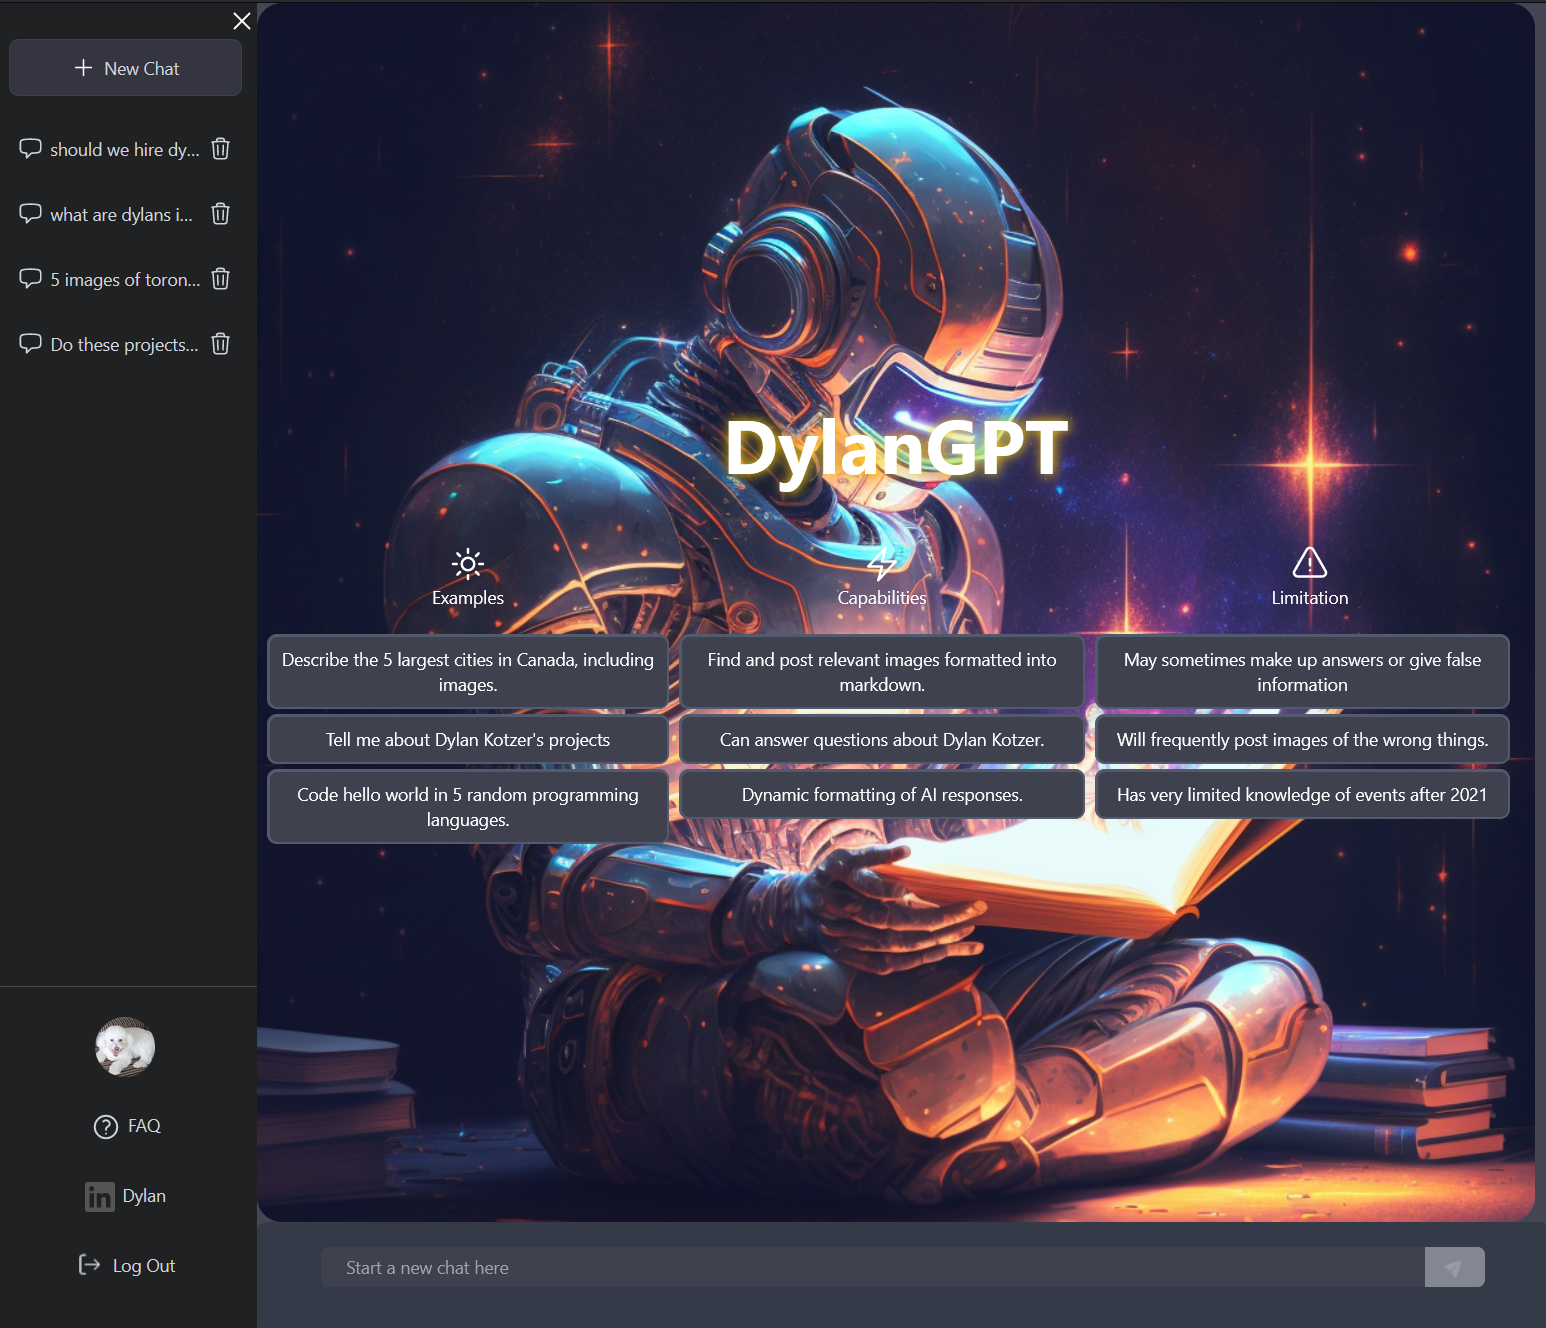 New Chat
should we hire dy...
what are dylans i...
5 images of toron...
Do these projects...
FAQ
in Dylan
Log Out
DylanGPT
Examples
Describe the 5 largest cities in Canada, including
images.
Tell me about Dylan Kotzer's projects
Code hello world in 5 random programming
languages.
Capabilities
Find and post relevant images formatted into
markdown.
Can answer questions about Dylan Kotzer.
Dynamic formatting of AI responses.
Limitation
May sometimes make up answers or give false
information
Will frequently post images of the wrong things.
Has very limited knowledge of events after 2021
Start a new chat here